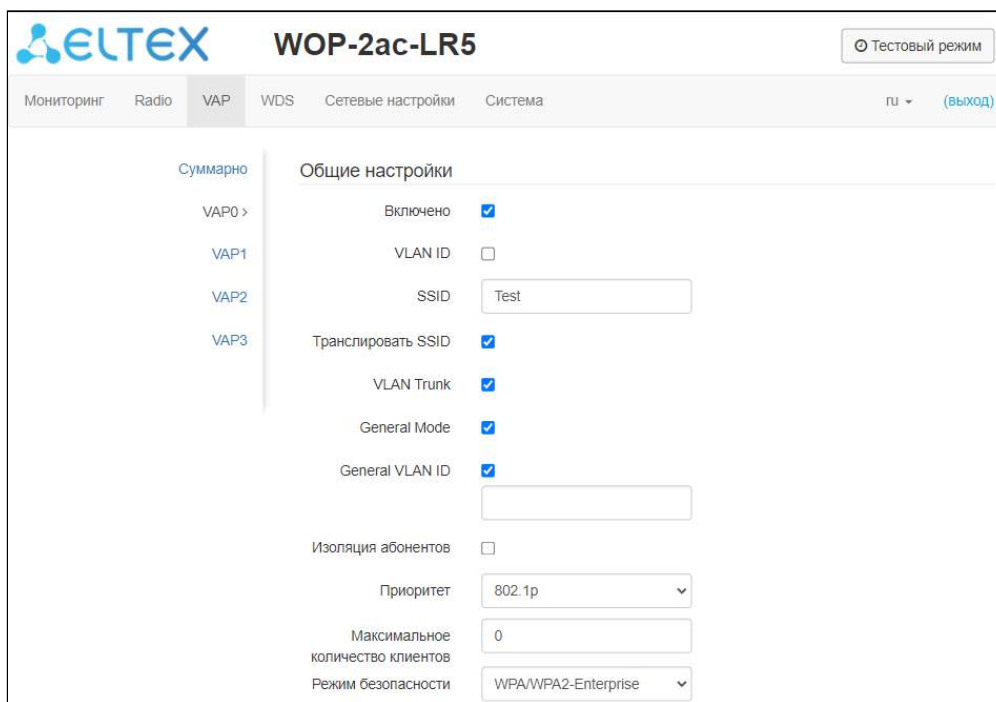 ELTEX WOP-2ac-LR5 Тестовый режим
Мониторинг Radio VAP WDS Сетевые настройки Система ru (выход)
Суммарно
VAP0 >
VAP1
VAP2
VAP3
Общие настройки
Включено
VLAN ID
SSID Test
Транслировать SSID
VLAN Trunk
General Mode
General VLAN ID
Изоляция абонентов
Приоритет 802.1p
Максимальное
количество клиентов 0
Режим безопасности WPA/WPA2-Enterprise